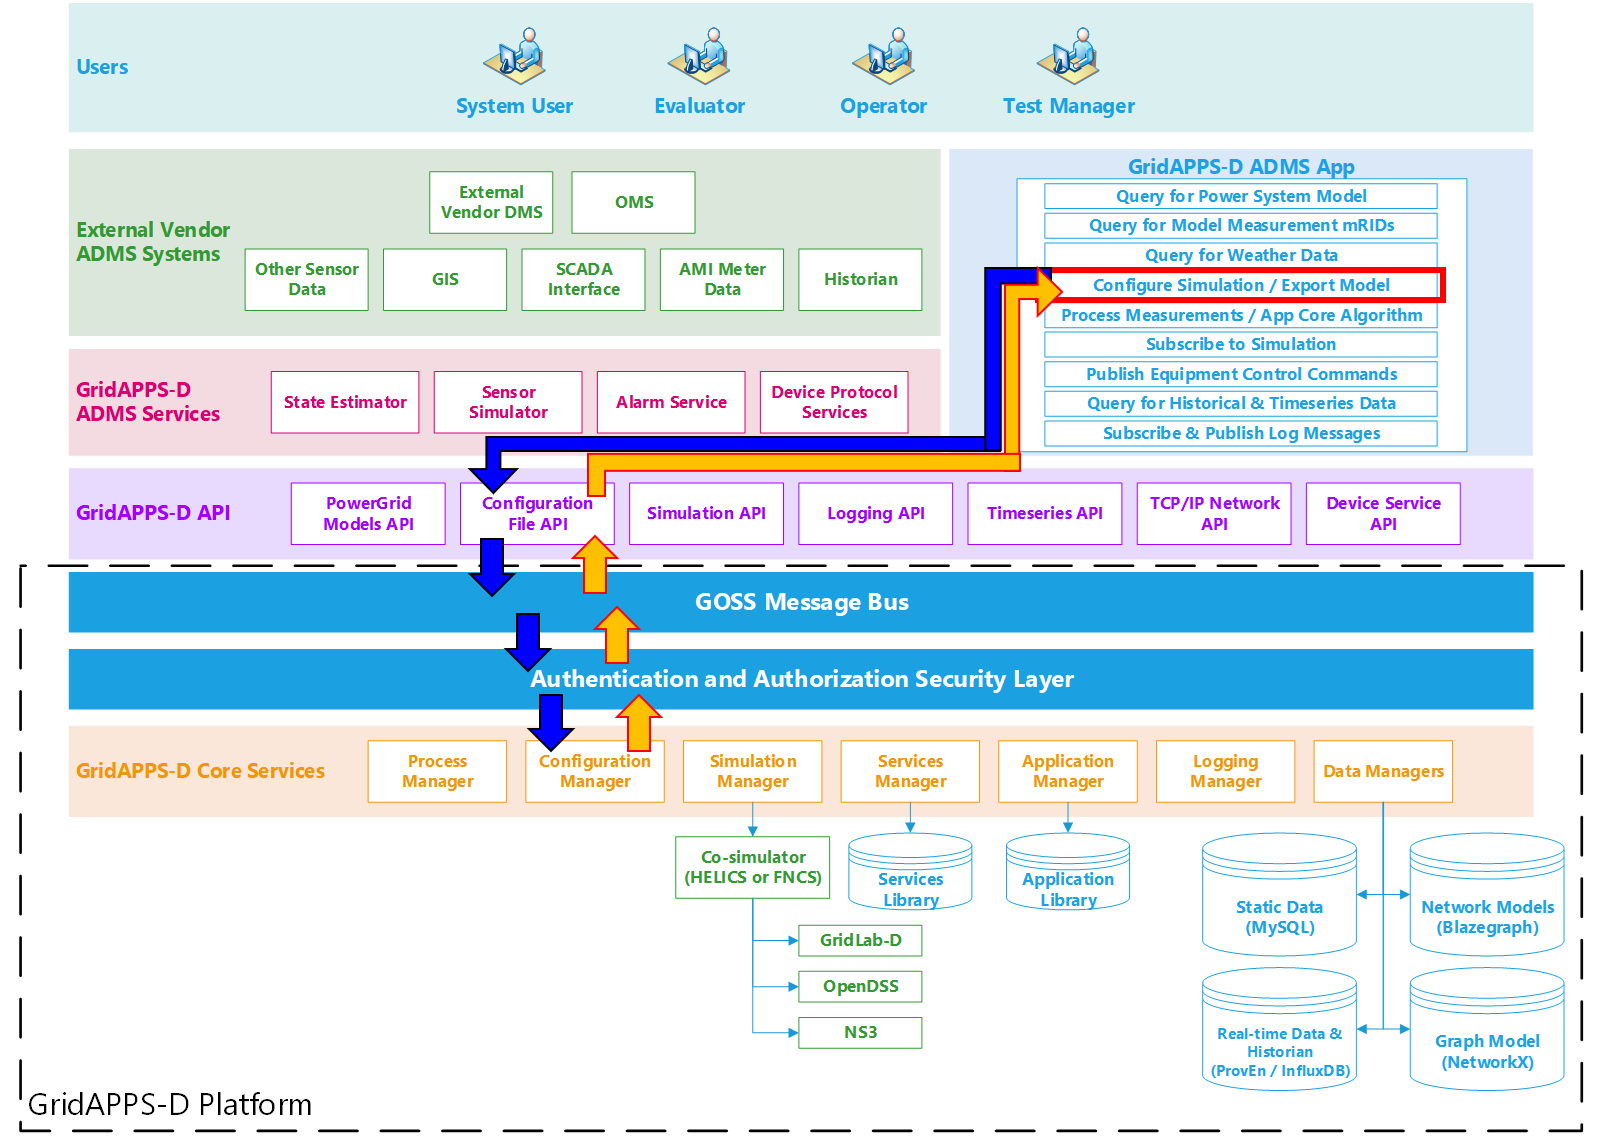 Users
System User
Evaluator
Operator
Test Manager
External Vendor
ADMS Systems
External
Vendor DMS
OMS
Other Sensor
Data
GIS
SCADA
Interface
AMI Meter
Data
Historian
GridAPPS-D ADMS App
Query for Power System Model
Query for Model Measurement mRIDs
Query for Weather Data
Configure Simulation / Export Model
Process Measurements / App Core Algorithm
Subscribe to Simulation
Publish Equipment Control Commands
Query for Historical & Timeseries Data
Subscribe & Publish Log Messages
GridAPPS-D
ADMS Services
State Estimator
Sensor
Simulator
Alarm Service
Device Protocol
Services
GridAPPS-D API
PowerGrid
Models API
Configuration
File API
Simulation API
Logging API
Timeseries API
TCP/IP Network
API
Device Service
API
GOSS Message Bus
Authentication and Authorization Security Layer
GridAPPS-D Core Services
Process
Manager
Configuration
Manager
Simulation
Manager
Services
Manager
Application
Manager
Logging
Manager
Data Managers
Co-simulator
(HELICS or FNCS)
Services
Library
Application
Library
GridLab-D
OpenDSS
NS3
Static Data
(MySQL)
Network Models
(Blazegraph)
Real-time Data &
Historian
(ProvEn / InfluxDB)
Graph Model
(NetworkX)
GridAPPS-D Platform